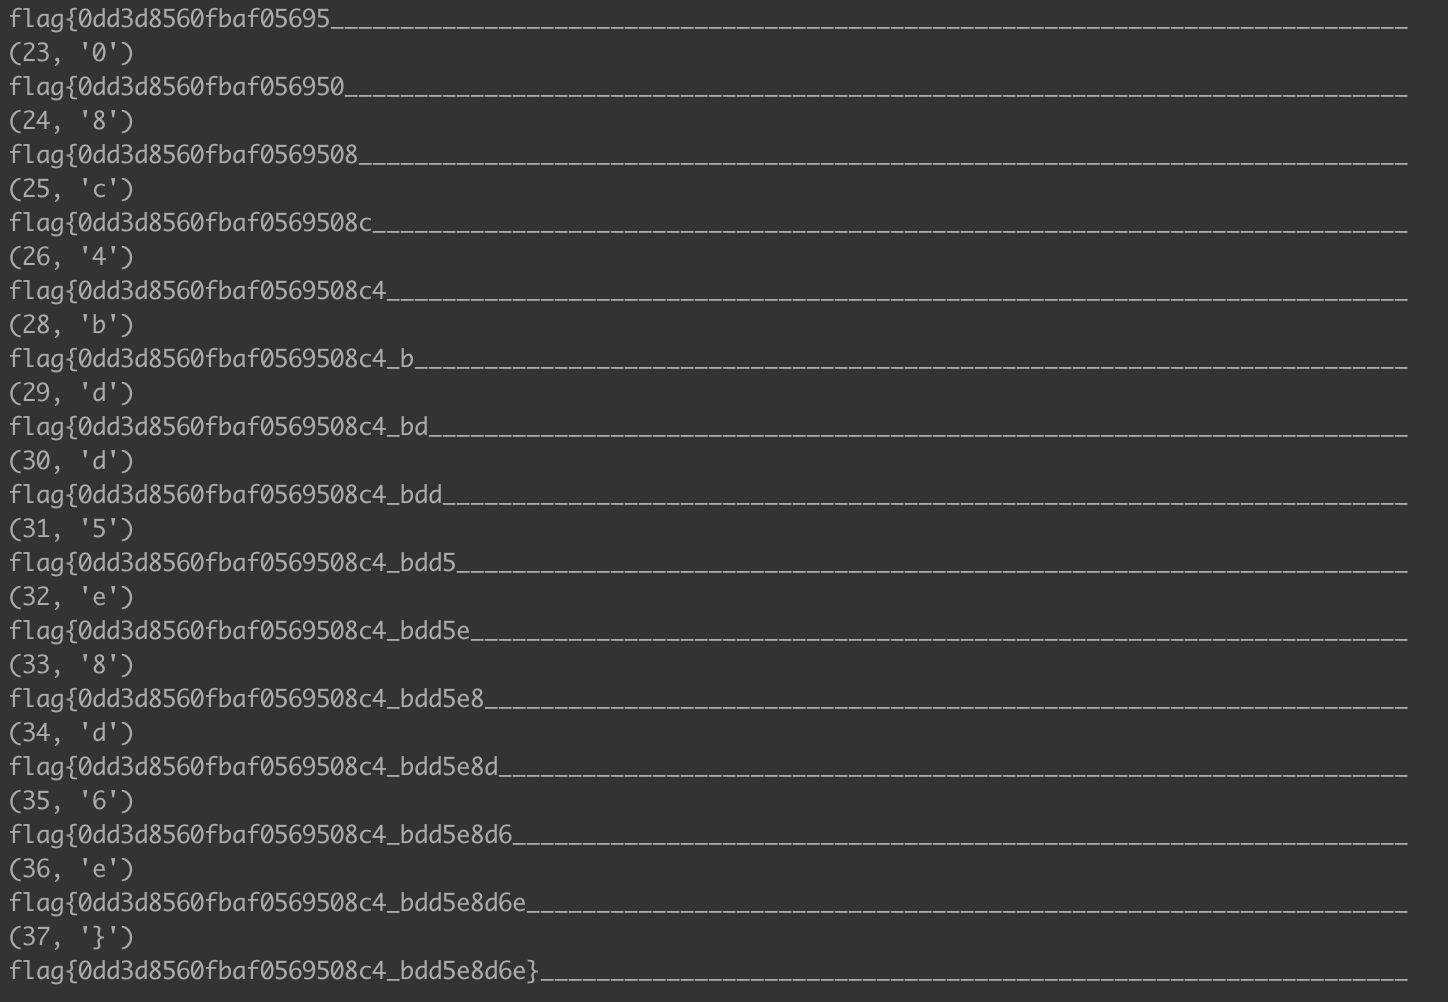 flag{0dd3d8560fbaf05695_____________________________________________________________________________
(23, '0')
flag{0dd3d8560fbaf056950____________________________________________________________________________
(24, '8')
flag{0dd3d8560fbaf0569508___________________________________________________________________________
(25, 'c')
flag{0dd3d8560fbaf0569508c__________________________________________________________________________
(26, '4')
flag{0dd3d8560fbaf0569508c4_________________________________________________________________________
(28, 'b')
flag{0dd3d8560fbaf0569508c4_b_______________________________________________________________________
(29, 'd')
flag{0dd3d8560fbaf0569508c4_bd______________________________________________________________________
(30, 'd')
flag{0dd3d8560fbaf0569508c4_bdd_____________________________________________________________________
(31, '5')
flag{0dd3d8560fbaf0569508c4_bdd5____________________________________________________________________
(32, 'e')
flag{0dd3d8560fbaf0569508c4_bdd5e___________________________________________________________________
(33, '8')
flag{0dd3d8560fbaf0569508c4_bdd5e8__________________________________________________________________
(34, 'd')
flag{0dd3d8560fbaf0569508c4_bdd5e8d_________________________________________________________________
(35, '6')
flag{0dd3d8560fbaf0569508c4_bdd5e8d6________________________________________________________________
(36, 'e')
flag{0dd3d8560fbaf0569508c4_bdd5e8d6e_______________________________________________________________
(37, '}')
flag{0dd3d8560fbaf0569508c4_bdd5e8d6e}______________________________________________________________